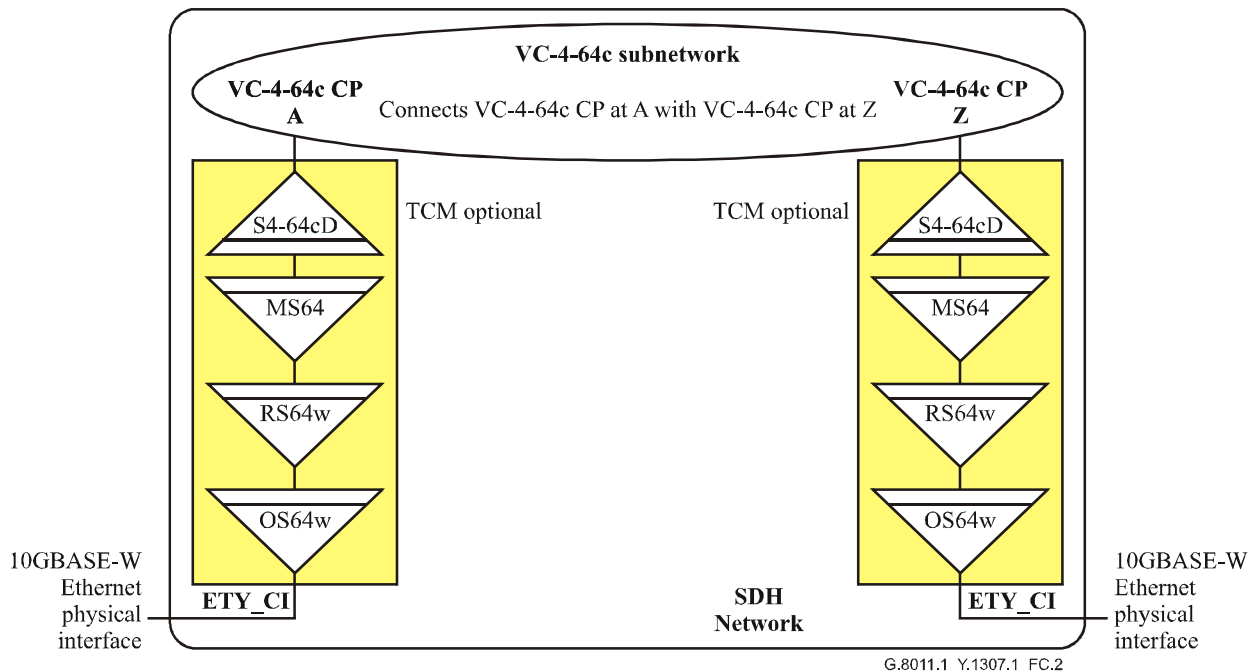 VC-4-64c subnetwork
VC-4-64c CP
A
Connects VC-4-64c CP at A with VC-4-64c CP at Z
VC-4-64c CP
Z
S4-64cD
TCM optional
MS64
RS64w
OS64w
TCM optional
S4-64cD
MS64
RS64w
OS64w
10GBASE-W
Ethernet
physical
interface
ETY_CI
SDH
Network
ETY_CI
10GBASE-W
Ethernet
physical
interface
G.8011.1_Y.1307.1_FC.2